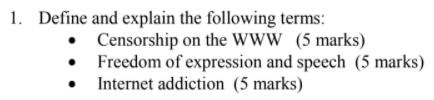 1. Define and explain the following terms:
• Censorship on the WWW (5 marks)
• Freedom of expression and speech (5 marks)
• Internet addiction (5 marks)